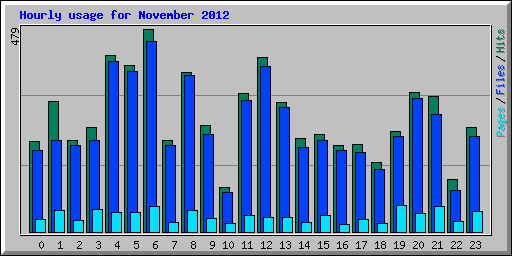 Hourly usage for November 2012
479
Pages/Files/Hits
0 1 2 3 4 5 6 7 8 9 10 11 12 13 14 15 16 17 18 19 20 21 22 23